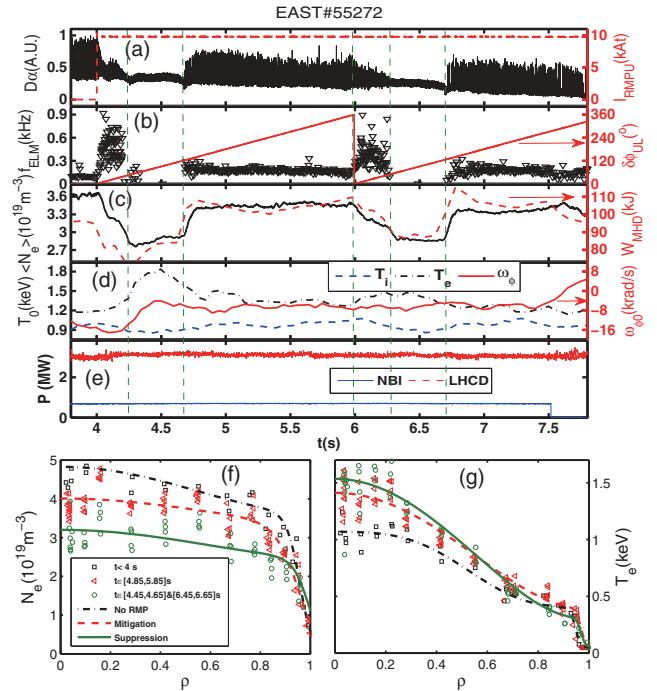 EAST#55272
(a)
Dα(A.U.)
1
0.5
0
10
5
0
I_RMPU(kAt)
(b)
f_ELM(kHz)
0.9
0.6
0.3
0
360
240
120
0
δϕ_UL(°)
(c)
<N_e>(10^19m^-3)
3.6
3.3
3
2.7
110
100
90
80
W_MHD(kJ)
(d)
T_0(keV)
1.8
1.5
1.2
0.9
T_i T_e ω_ϕ
8
0
-8
-16
ω_ϕ0(krad/s)
(e)
P (MW)
3
0
NBI LHCD
4 4.5 5 5.5 6 6.5 7 7.5
t(s)
(f)
N_e(10^19m^-3)
5
4
3
2
1
0
t< 4 s
t∈[4.85,5.85]s
t∈[4.45,4.65]&[6.45,6.65]s
No RMP
Mitigation
Suppression
0 0.2 0.4 0.6 0.8 1
ρ
(g)
1.5
1
0.5
0
T_e(keV)
0 0.2 0.4 0.6 0.8 1
ρ